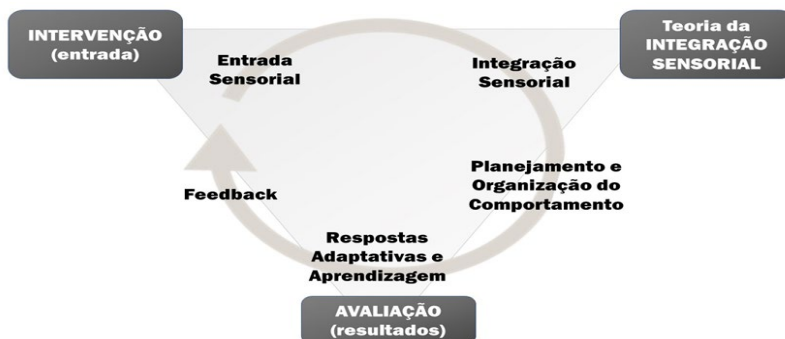 INTERVENÇÃO
(entrada)
Teoria da
INTEGRAÇÃO
SENSORIAL
Entrada
Sensorial
Integração
Sensorial
Planejamento e
Organização do
Comportamento
Feedback
Respostas
Adaptativas e
Aprendizagem
AVALIAÇÃO
(resultados)